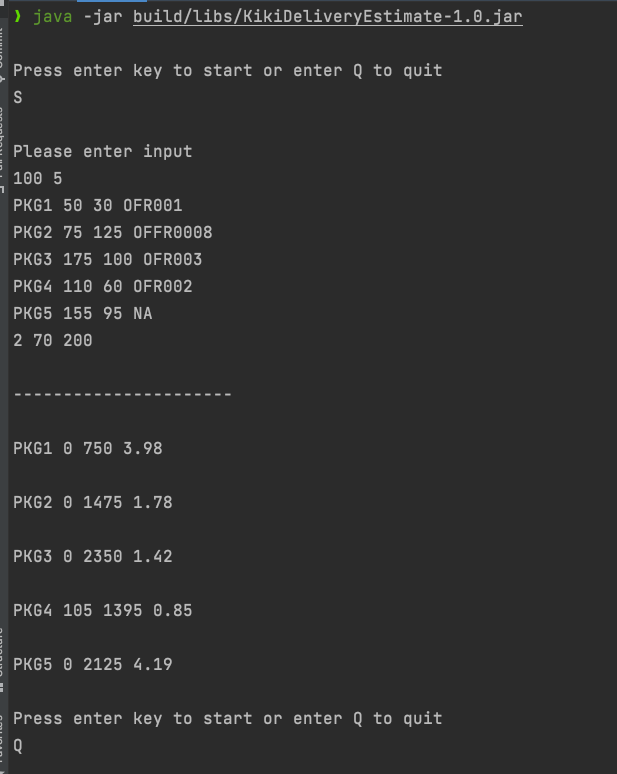 ❯ java -jar build/libs/KikiDeliveryEstimate-1.0.jar
Press enter key to start or enter Q to quit
S
Please enter input
100 5
PKG1 50 30 OFR001
PKG2 75 125 OFFR0008
PKG3 175 100 OFR003
PKG4 110 60 OFR002
PKG5 155 95 NA
2 70 200
----------------------
PKG1 0 750 3.98
PKG2 0 1475 1.78
PKG3 0 2350 1.42
PKG4 105 1395 0.85
PKG5 0 2125 4.19
Press enter key to start or enter Q to quit
Q